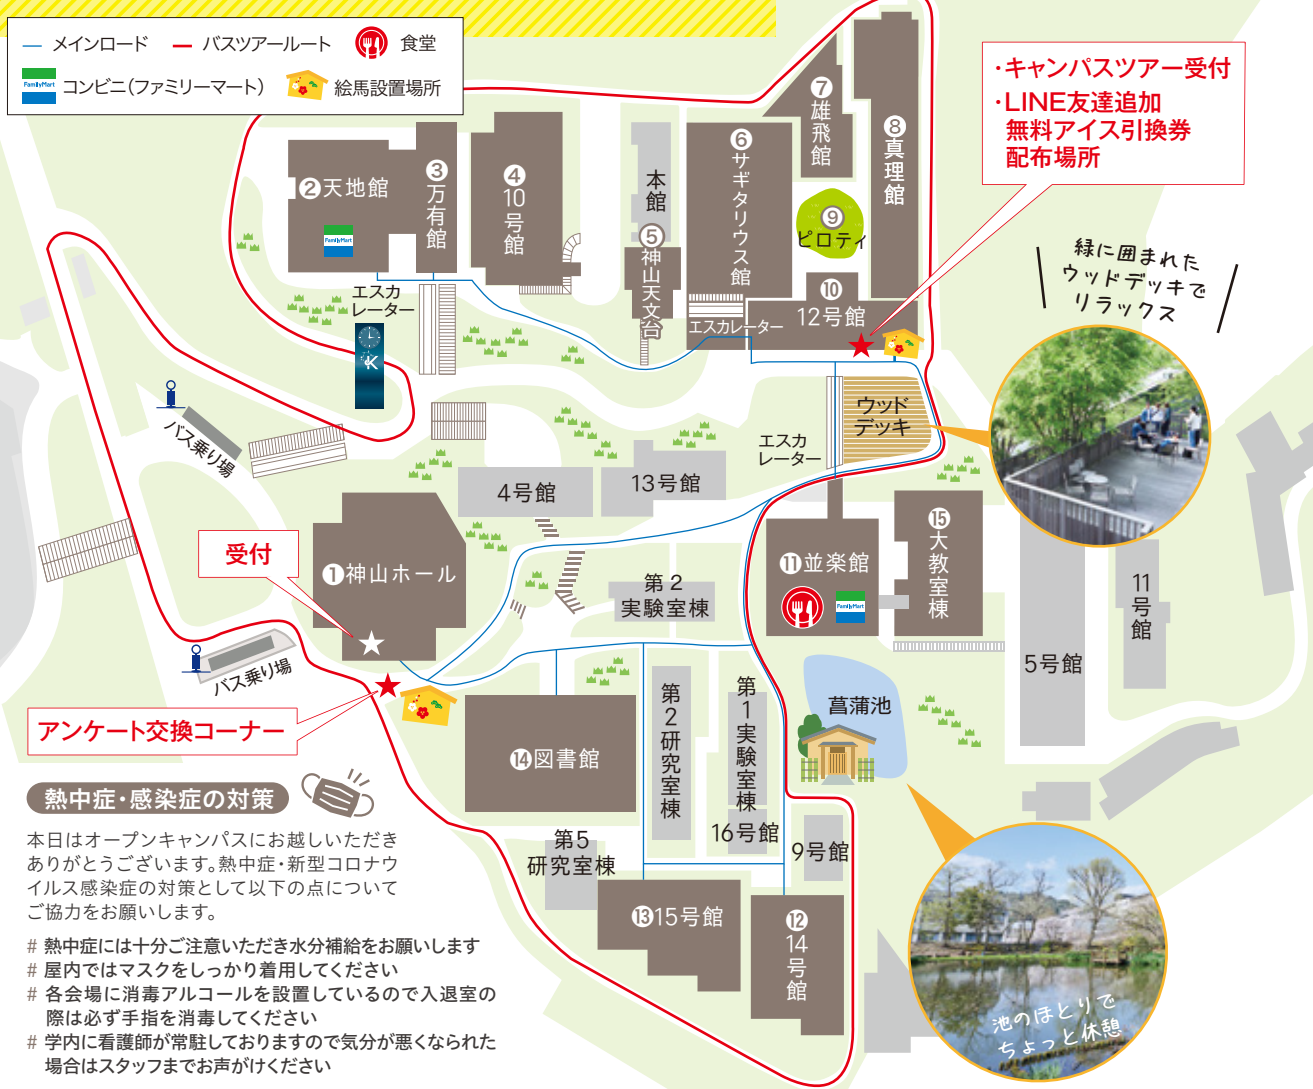 メインロード
バスツアールート
食堂
FamilyMart
コンビニ(ファミリーマート)
絵馬設置場所
・キャンパスツアー受付
・LINE友達追加
無料アイス引換券
配布場所
⑦雄飛館
⑧真理館
⑥サギタリウス館
④10号館
③万有館
②天地館
FamilyMart
本館
⑤神山天文台
⑨
ピロティ
⑩
12号館
エスカレーター
エスカ
レーター
K
緑に囲まれた
ウッドデッキで
リラックス
ウッド
デッキ
エスカ
レーター
バス乗り場
4号館
13号館
受付
①神山ホール
⑪並楽館
FamilyMart
⑮大教室棟
11号館
5号館
第2
実験室棟
バス乗り場
アンケート交換コーナー
⑭図書館
第2研究室棟
第1実験室棟
16号館
菖蒲池
9号館
第5
研究室棟
⑬15号館
⑫14号館
池のほとりで
ちょっと休憩
熱中症・感染症の対策
本日はオープンキャンパスにお越しいただき
ありがとうございます。熱中症・新型コロナウ
イルス感染症の対策として以下の点について
ご協力をお願いします。
# 熱中症には十分ご注意いただき水分補給をお願いします
# 屋内ではマスクをしっかり着用してください
# 各会場に消毒アルコールを設置しているので入退室の
際は必ず手指を消毒してください
# 学内に看護師が常駐しておりますので気分が悪くなられた
場合はスタッフまでお声がけください